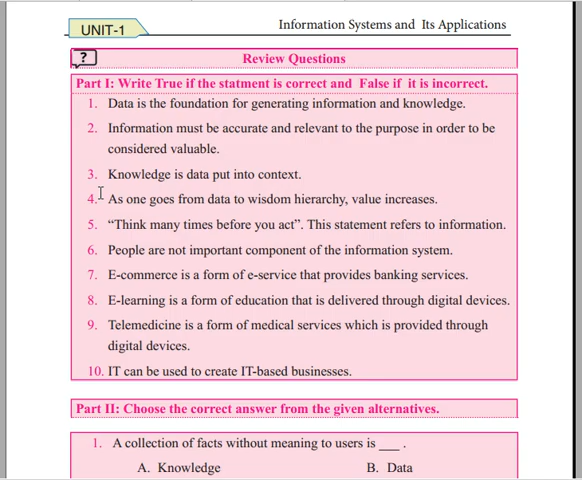 UNIT-1
Information Systems and Its Applications
?
Review Questions
Part I: Write True if the statment is correct and False if it is incorrect.
1. Data is the foundation for generating information and knowledge.
2. Information must be accurate and relevant to the purpose in order to be
considered valuable.
3. Knowledge is data put into context.
4. As one goes from data to wisdom hierarchy, value increases.
5. “Think many times before you act”. This statement refers to information.
6. People are not important component of the information system.
7. E-commerce is a form of e-service that provides banking services.
8. E-learning is a form of education that is delivered through digital devices.
9. Telemedicine is a form of medical services which is provided through
digital devices.
10. IT can be used to create IT-based businesses.
Part II: Choose the correct answer from the given alternatives.
1. A collection of facts without meaning to users is ___ .
A. Knowledge B. Data